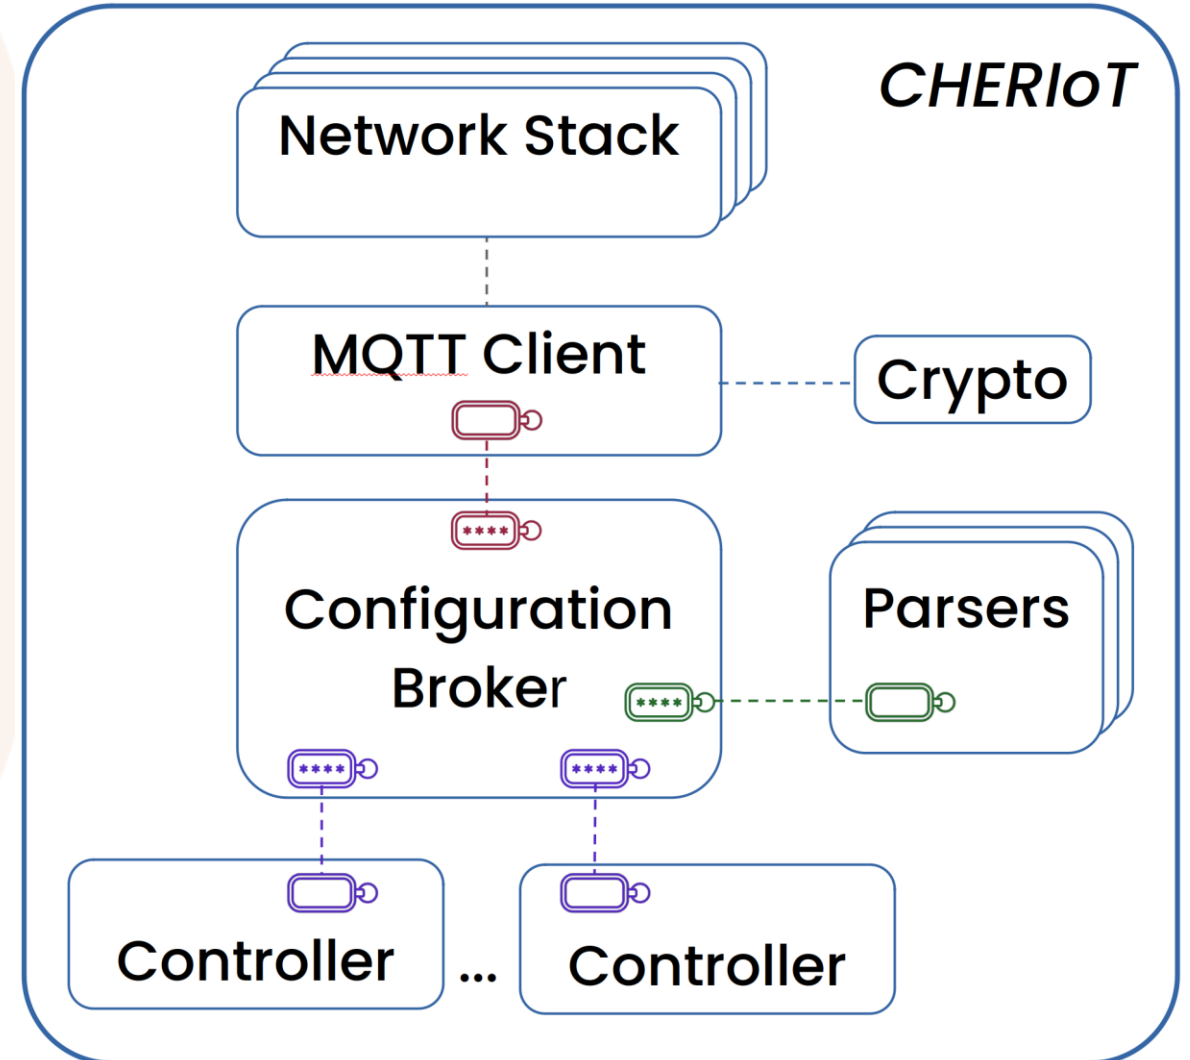 CHERIoT
Network Stack
MQTT Client
Crypto
****
Configuration
Broker
Parsers
****
**** ****
Controller ... Controller